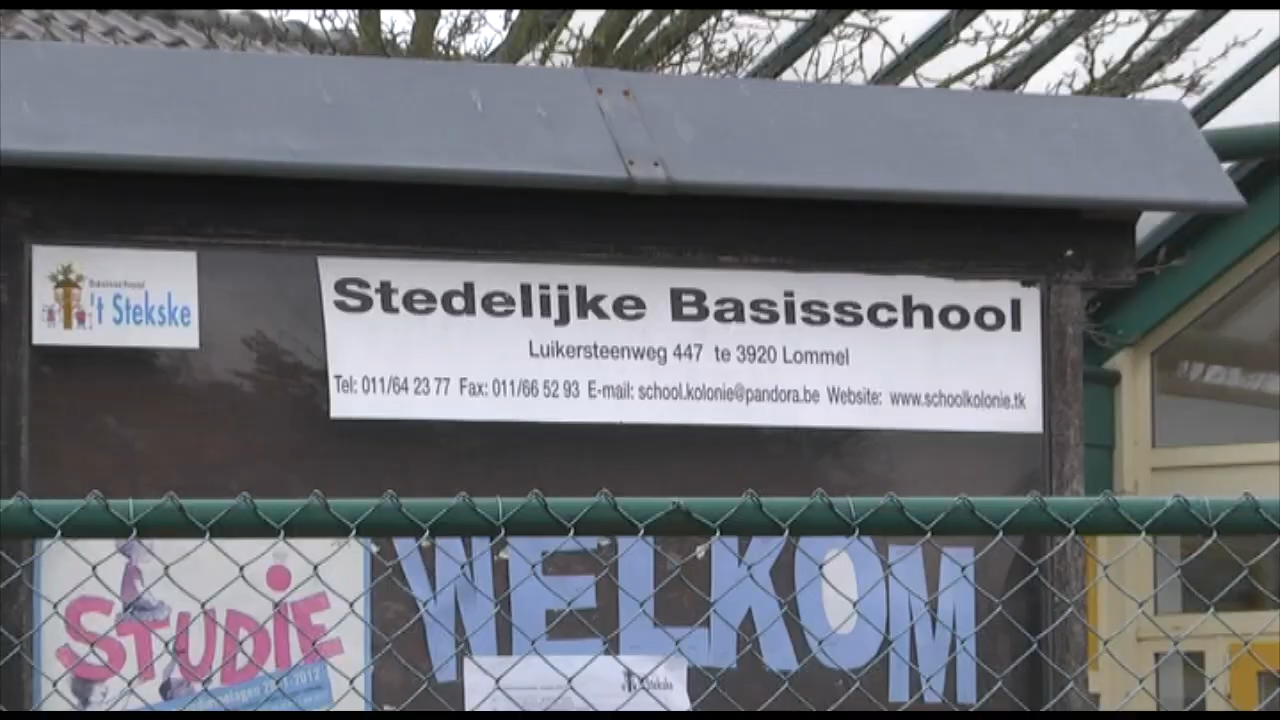 Basisschool
't Stekske
Stedelijke Basisschool
Luikersteenweg 447 te 3920 Lommel
Tel: 011/64 23 77 Fax: 011/66 52 93 E-mail: school.kolonie@pandora.be Website: www.schoolkolonie.tk
WELKOM
STUDIE
Stekske